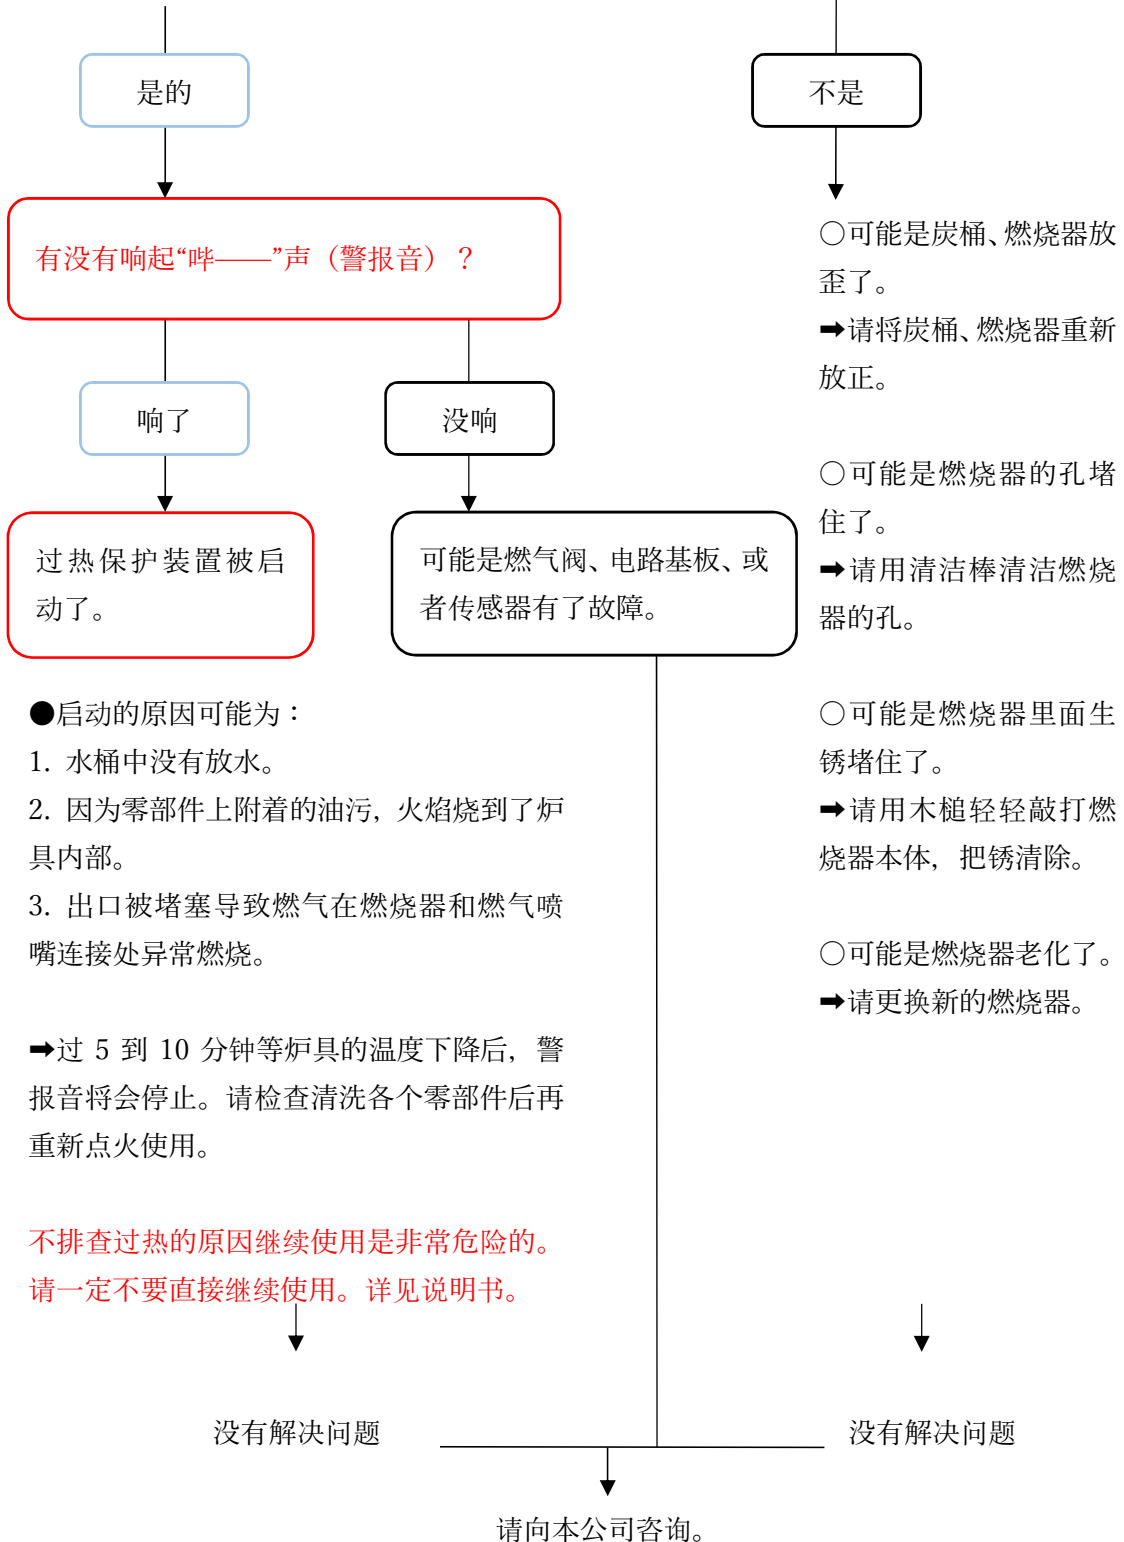 是的
不是
有没有响起“哔——”声（警报音）？
响了
没响
过热保护装置被启
动了。
可能是燃气阀、电路基板、或
者传感器有了故障。
●启动的原因可能为：
1. 水桶中没有放水。
2. 因为零部件上附着的油污，火焰烧到了炉
具内部。
3. 出口被堵塞导致燃气在燃烧器和燃气喷
嘴连接处异常燃烧。
➡过 5 到 10 分钟等炉具的温度下降后，警
报音将会停止。请检查清洗各个零部件后再
重新点火使用。
不排查过热的原因继续使用是非常危险的。
请一定不要直接继续使用。详见说明书。
没有解决问题
○可能是炭桶、燃烧器放
歪了。
➡请将炭桶、燃烧器重新
放正。
○可能是燃烧器的孔堵
住了。
➡请用清洁棒清洁燃烧
器的孔。
○可能是燃烧器里面生
锈堵住了。
➡请用木槌轻轻敲打燃
烧器本体，把锈清除。
○可能是燃烧器老化了。
➡请更换新的燃烧器。
没有解决问题
请向本公司咨询。